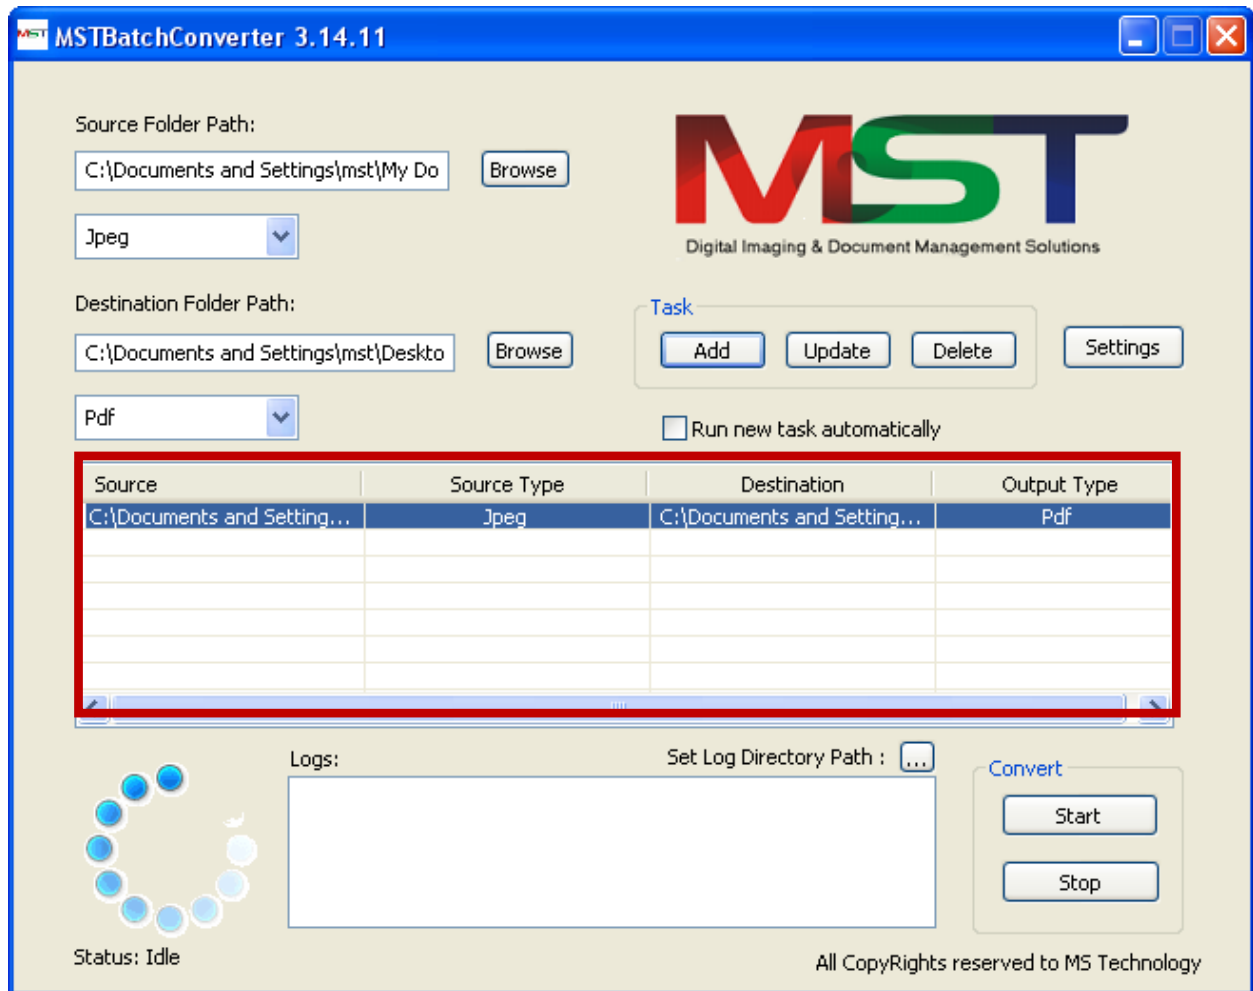 MST MSTBatchConverter 3.14.11
Source Folder Path:
C:\Documents and Settings\mst\My Do
Browse
Jpeg
MST
Digital Imaging & Document Management Solutions
Destination Folder Path:
C:\Documents and Settings\mst\Deskto
Browse
Pdf
Task
Add Update Delete
Settings
Run new task automatically
Source Source Type Destination Output Type
C:\Documents and Setting... Jpeg C:\Documents and Setting... Pdf
Logs:
Set Log Directory Path : ...
Convert
Start
Stop
Status: Idle
All CopyRights reserved to MS Technology